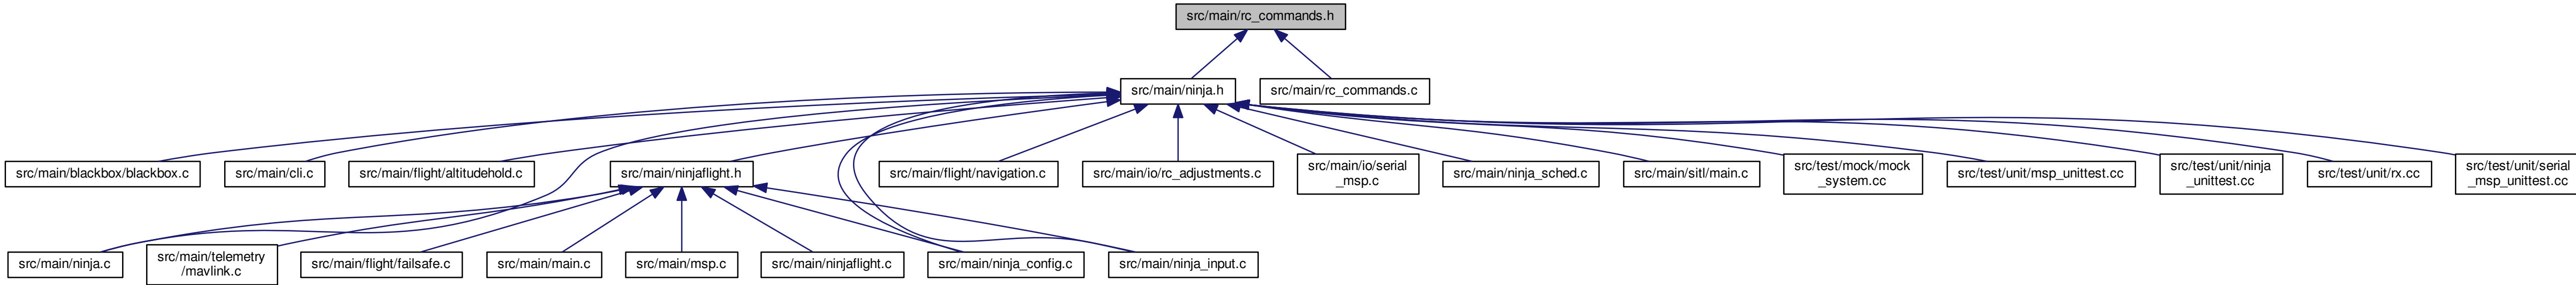 src/main/rc_commands.h
src/main/ninja.h
src/main/rc_commands.c
src/main/blackbox/blackbox.c
src/main/cli.c
src/main/flight/altitudehold.c
src/main/ninjaflight.h
src/main/flight/navigation.c
src/main/io/rc_adjustments.c
src/main/io/serial
_msp.c
src/main/ninja_sched.c
src/main/sitl/main.c
src/test/mock/mock
_system.cc
src/test/unit/msp_unittest.cc
src/test/unit/ninja
_unittest.cc
src/test/unit/rx.cc
src/test/unit/serial
_msp_unittest.cc
src/main/ninja.c
src/main/telemetry
/mavlink.c
src/main/flight/failsafe.c
src/main/main.c
src/main/msp.c
src/main/ninjaflight.c
src/main/ninja_config.c
src/main/ninja_input.c